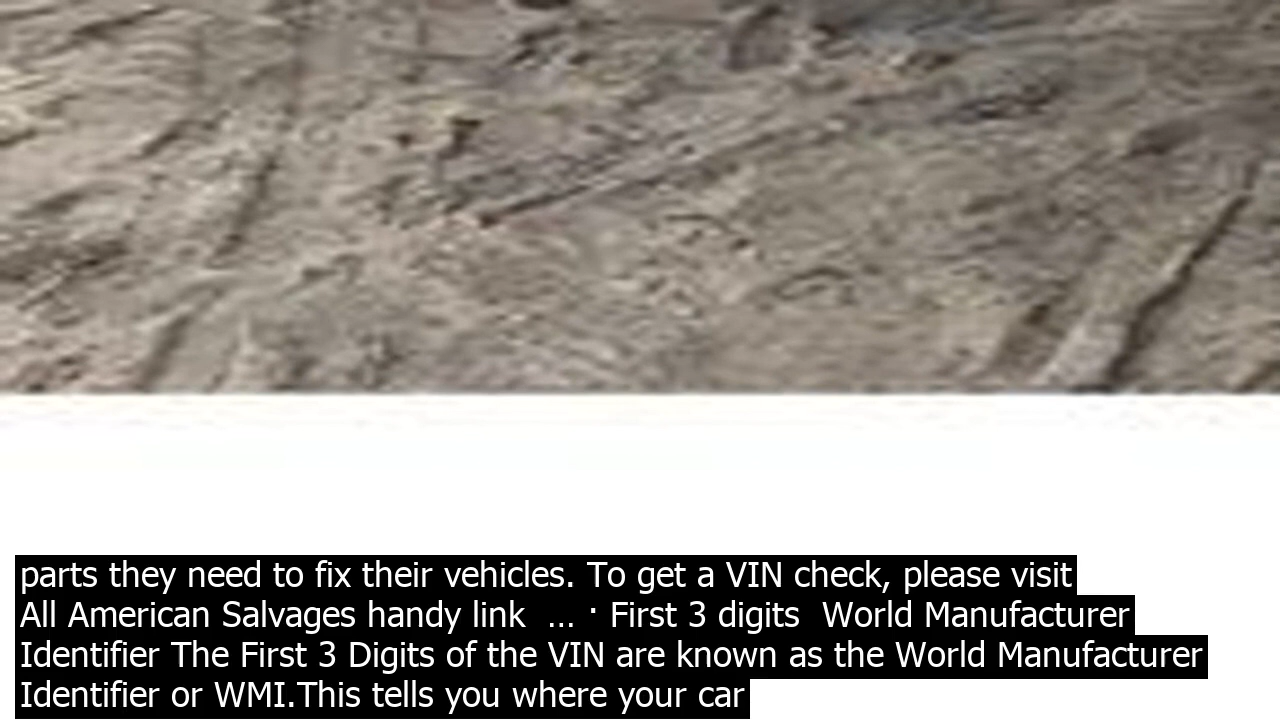 parts they need to fix their vehicles. To get a VIN check, please visit
All American Salvages handy link  ... · First 3 digits  World Manufacturer
Identifier The First 3 Digits of the VIN are known as the World Manufacturer
Identifier or WMI.This tells you where your car